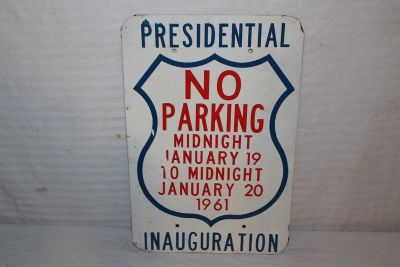 PRESIDENTIAL
NO
PARKING
MIDNIGHT
JANUARY 19
TO MIDNIGHT
JANUARY 20
1961
INAUGURATION